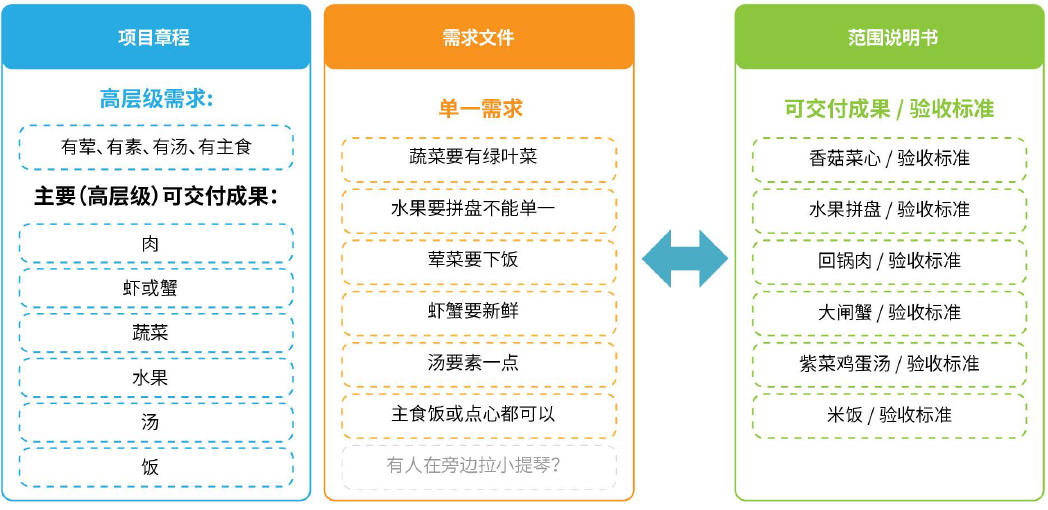 项目章程
高层级需求:
有荤、有素、有汤、有主食
主要(高层级)可交付成果:
肉
虾或蟹
蔬菜
水果
汤
饭
需求文件
单一需求
蔬菜要有绿叶菜
水果要拼盘不能单一
荤菜要下饭
虾蟹要新鲜
汤要素一点
主食饭或点心都可以
有人在旁边拉小提琴?
范围说明书
可交付成果 / 验收标准
香菇菜心 / 验收标准
水果拼盘 / 验收标准
回锅肉 / 验收标准
大闸蟹 / 验收标准
紫菜鸡蛋汤 / 验收标准
米饭 / 验收标准